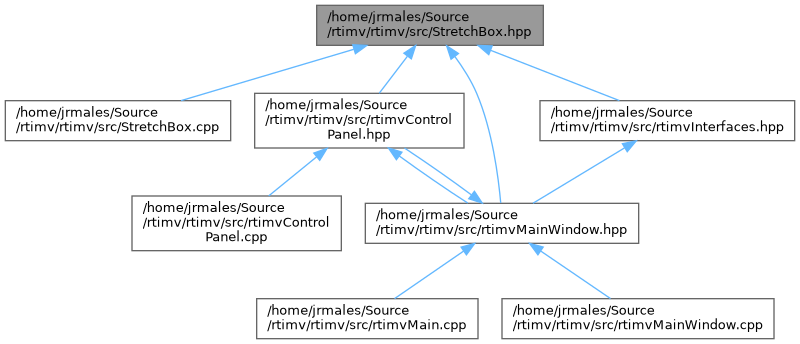 /home/jrmales/Source
/rtimv/rtimv/src/StretchBox.hpp
/home/jrmales/Source
/rtimv/rtimv/src/StretchBox.cpp
/home/jrmales/Source
/rtimv/rtimv/src/rtimvControl
Panel.hpp
/home/jrmales/Source
/rtimv/rtimv/src/rtimvInterfaces.hpp
/home/jrmales/Source
/rtimv/rtimv/src/rtimvControl
Panel.cpp
/home/jrmales/Source
/rtimv/rtimv/src/rtimvMainWindow.hpp
/home/jrmales/Source
/rtimv/rtimv/src/rtimvMain.cpp
/home/jrmales/Source
/rtimv/rtimv/src/rtimvMainWindow.cpp